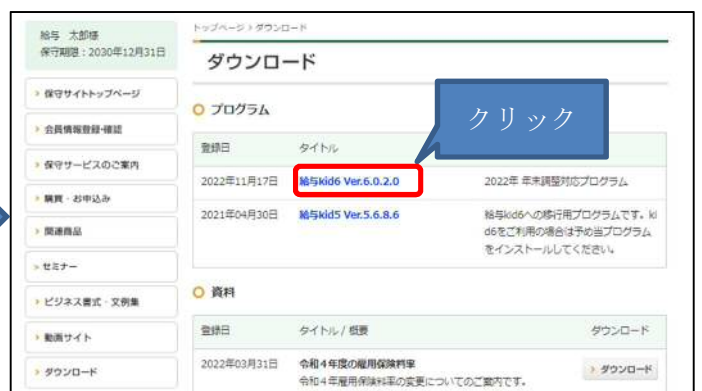 給与 太郎様
保守期限：2030年12月31日
› 保守サイトトップページ
› 会員情報登録・確認
› 保守サービスのご案内
› 購買・お申込み
› 関連商品
› セミナー
› ビジネス書式・文例集
› 動画サイト
› ダウンロード
トップページ › ダウンロード
ダウンロード
プログラム
クリック
登録日 タイトル
2022年11月17日 給与kid6 Ver.6.0.2.0 2022年 年末調整対応プログラム
2021年04月30日 給与kid5 Ver.5.6.8.6 給与kid6への移行用プログラムです。ki
d6をご利用の場合は予め当プログラム
をインストールしてください。
資料
登録日 タイトル / 概要 ダウンロード
2022年03月31日 令和4年度の雇用保険料率 › ダウンロード
令和4年雇用保険料率の変更についてのご案内です。